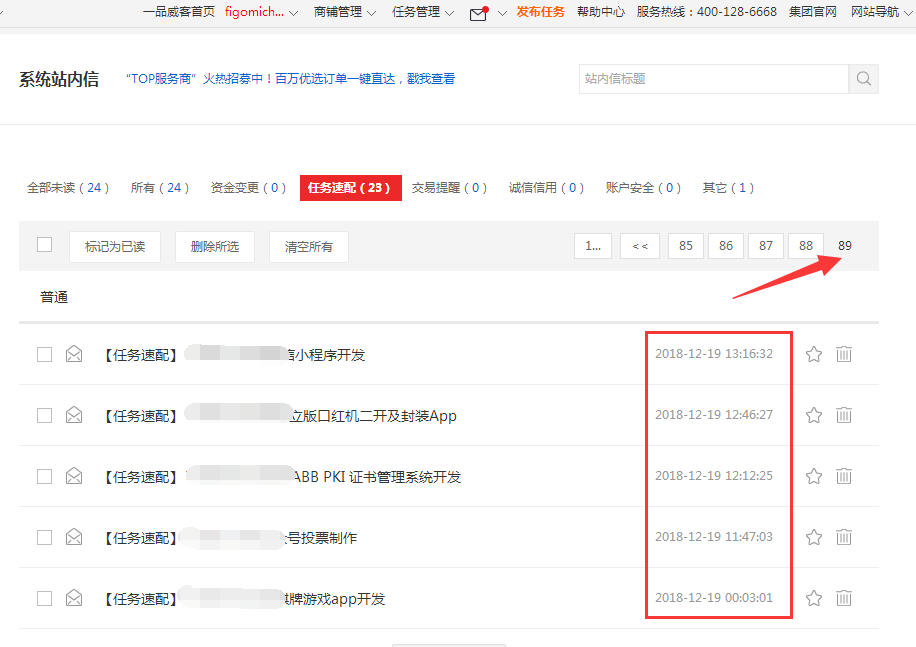 一品威客首页 figomich... 商铺管理 任务管理 发布任务 帮助中心 服务热线：400-128-6668 集团官网 网站导航
系统站内信 “TOP服务商”火热招募中！百万优选订单一键直达，戳我查看 站内信标题
全部未读（24） 所有（24） 资金变更（0） 任务速配（23） 交易提醒（0） 诚信信用（0） 账户安全（0） 其它（1）
标记为已读 删除所选 清空所有 1... << 85 86 87 88 89
普通
【任务速配】 信小程序开发 2018-12-19 13:16:32
【任务速配】 立版口红机二开及封装App 2018-12-19 12:46:27
【任务速配】 ABB PKI 证书管理系统开发 2018-12-19 12:12:25
【任务速配】 号投票制作 2018-12-19 11:47:03
【任务速配】 棋牌游戏app开发 2018-12-19 00:03:01